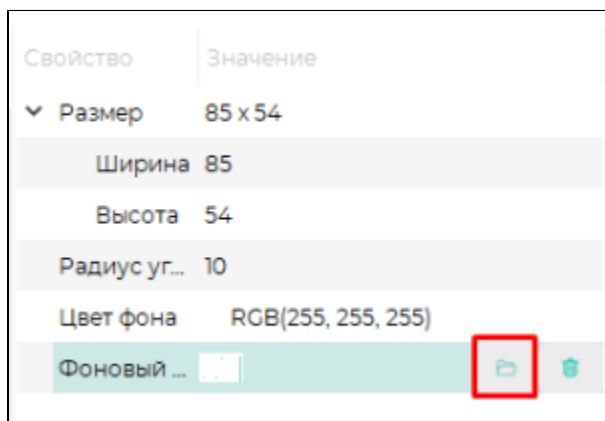 Свойство Значение
Размер 85 x 54
Ширина 85
Высота 54
Радиус уг... 10
Цвет фона RGB(255, 255, 255)
Фоновый ...